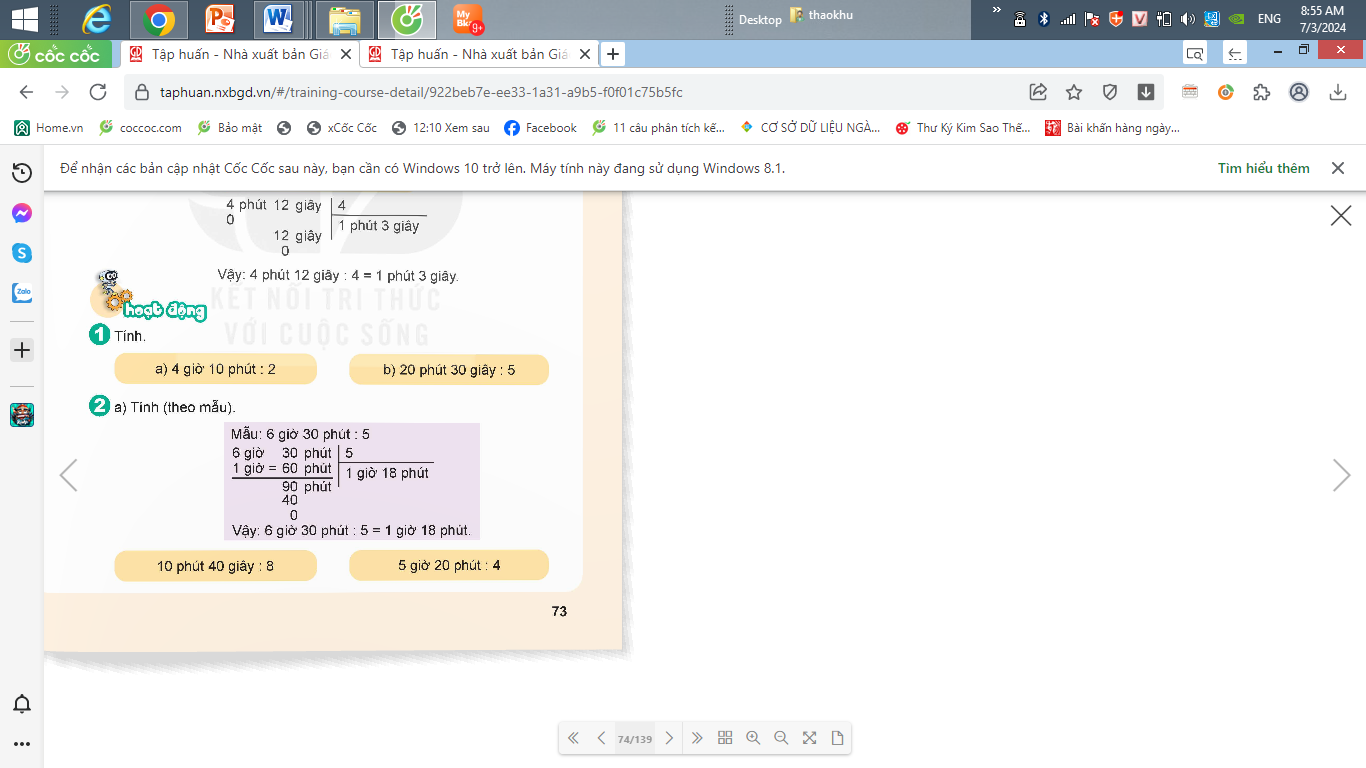 My
Bk
9+
Desktop
thaokhu
ENG
8:55 AM
7/3/2024
cốc cốc
Tập huấn - Nhà xuất bản Giá
Tập huấn - Nhà xuất bản Giá
taphuan.nxbgd.vn/#/training-course-detail/922beb7e-ee33-1a31-a9b5-f0f01c75b5fc
Home.vn
coccoc.com
Bảo mật
xCốc Cốc
12:10 Xem sau
Facebook
11 câu phân tích kế...
CƠ SỞ DỮ LIỆU NGÀ...
Thư Ký Kim Sao Thế...
Bài khấn hàng ngày...
Để nhận các bản cập nhật Cốc Cốc sau này, bạn cần có Windows 10 trở lên. Máy tính này đang sử dụng Windows 8.1.
Tìm hiểu thêm
4 phút 12 giây 4
0 1 phút 3 giây
12 giây
0
Vậy: 4 phút 12 giây : 4 = 1 phút 3 giây.
KẾT NỐI TRI THỨC
hoạt động
VỚI CUỘC SỐNG
1 Tính.
a) 4 giờ 10 phút : 2
b) 20 phút 30 giây : 5
2 a) Tính (theo mẫu).
Mẫu: 6 giờ 30 phút : 5
6 giờ 30 phút 5
1 giờ = 60 phút 1 giờ 18 phút
90 phút
40
0
Vậy: 6 giờ 30 phút : 5 = 1 giờ 18 phút.
10 phút 40 giây : 8
5 giờ 20 phút : 4
73
74/139